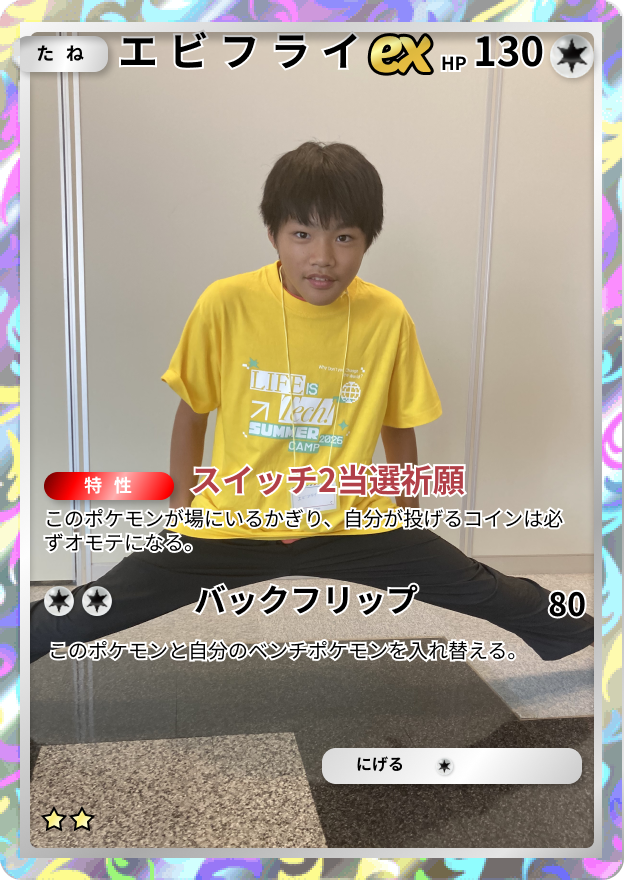 たね エビフライex HP 130
LIFE IS
Tech!
SUMMER
2025
CAMP
特性 スイッチ2当選祈願
このポケモンが場にいるかぎり、自分が投げるコインは必
ずオモテになる。
バックフリップ 80
このポケモンと自分のベンチポケモンを入れ替える。
にげる